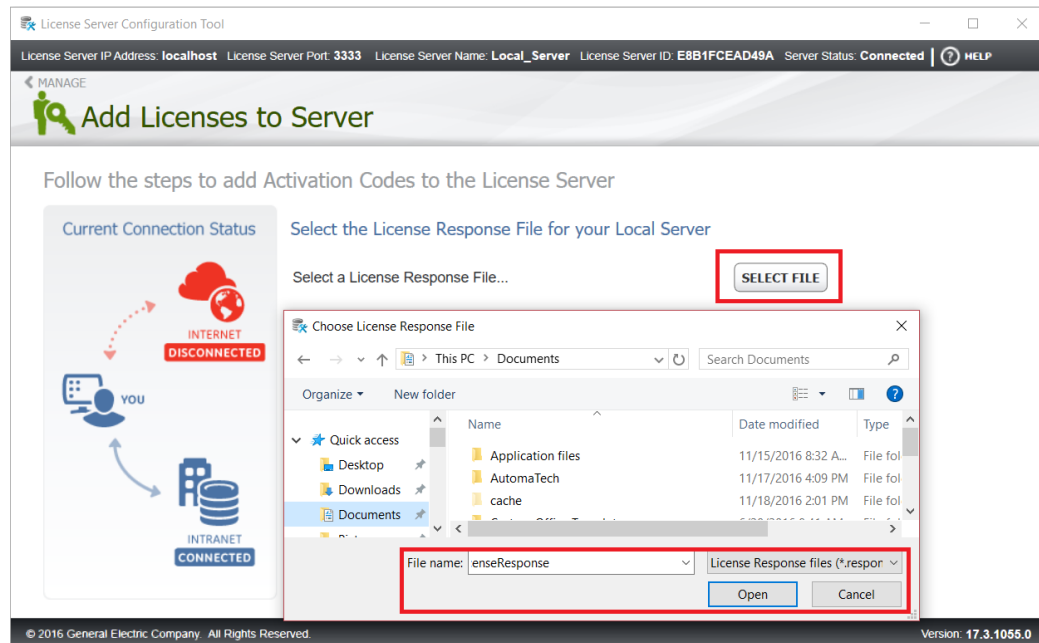 License Server Configuration Tool
License Server IP Address: localhost License Server Port: 3333 License Server Name: Local_Server License Server ID: E8B1FCEAD49A Server Status: Connected | ? HELP
MANAGE
Add Licenses to Server
Follow the steps to add Activation Codes to the License Server
Current Connection Status
Select the License Response File for your Local Server
Select a License Response File...
SELECT FILE
INTERNET
DISCONNECTED
YOU
INTRANET
CONNECTED
Choose License Response File
This PC > Documents
Search Documents
Organize
New folder
?
Name
Date modified
Type
Quick access
Desktop
Downloads
Documents
Application files 11/15/2016 8:32 A... File fol
AutomaTech 11/17/2016 4:09 PM File fol
cache 11/18/2016 2:01 PM File fol
File name: enseResponse
License Response files (*.respon
Open
Cancel
© 2016 General Electric Company. All Rights Reserved.
Version: 17.3.1055.0